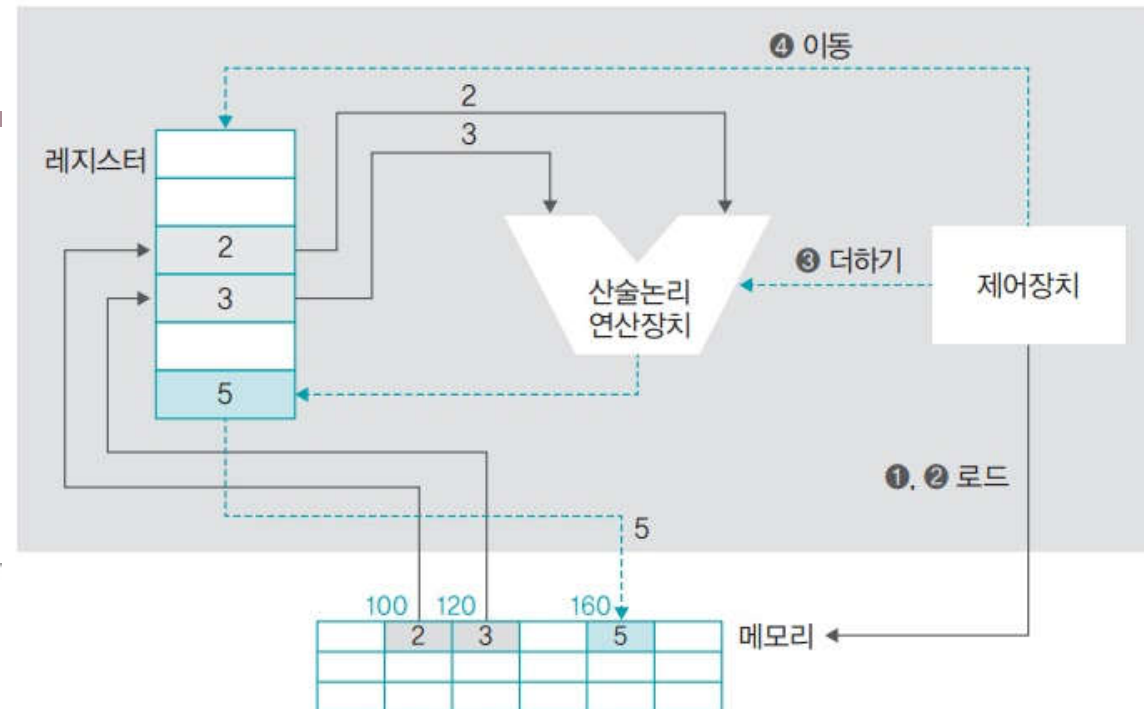 ❹ 이동
2
3
레지스터
2
3
5
산술논리
연산장치
❸ 더하기
제어장치
❶, ❷ 로드
5
100 120 160
2 3 5
메모리